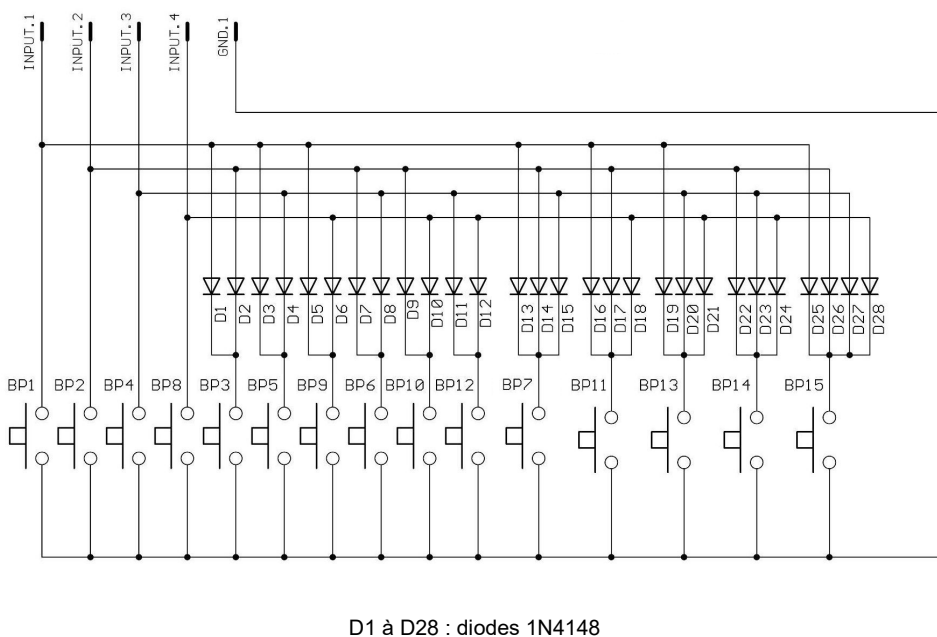 INPUT.1
INPUT.2
INPUT.3
INPUT.4
GND.1
D1
D2
D3
D4
D5
D6
D7
D8
D9
D10
D11
D12
D13
D14
D15
D16
D17
D18
D19
D20
D21
D22
D23
D24
D25
D26
D27
D28
BP1
BP2
BP4
BP8
BP3
BP5
BP9
BP6
BP10
BP12
BP7
BP11
BP13
BP14
BP15
D1 à D28 : diodes 1N4148